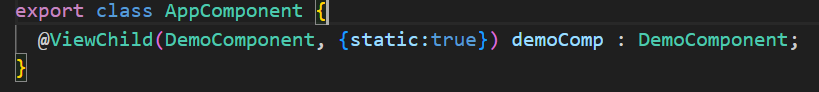 export class AppComponent {
@ViewChild(DemoComponent, {static:true}) demoComp : DemoComponent;
}